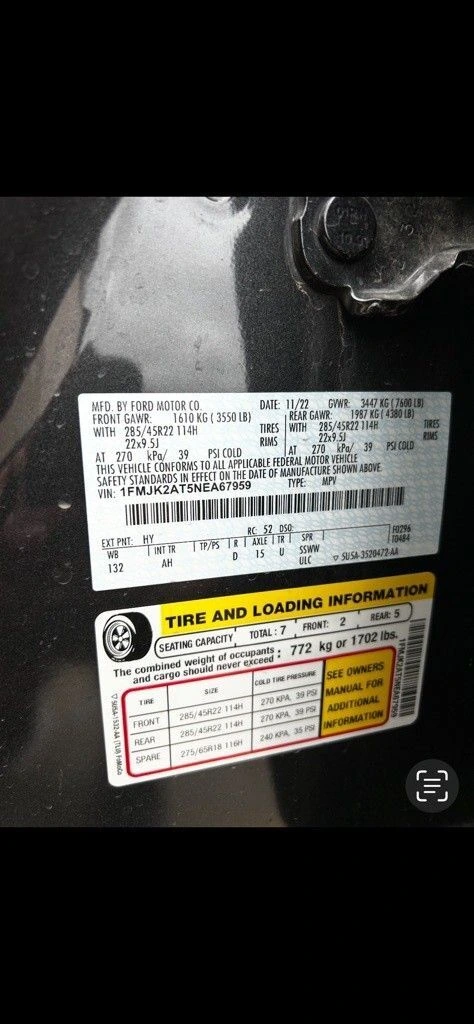 MFD. BY FORD MOTOR CO. DATE: 11/22 GVWR: 3447 KG (7600 LB)
FRONT GAWR: 1610 KG (3550 LB) REAR GAWR: 1987 KG (4380 LB)
WITH 285/45R22 114H TIRES WITH 285/45R22 114H TIRES
22x9.5J RIMS 22x9.5J RIMS
AT 270 kPa/ 39 PSI COLD AT 270 kPa/ 39 PSI COLD
THIS VEHICLE CONFORMS TO ALL APPLICABLE FEDERAL MOTOR VEHICLE
SAFETY STANDARDS IN EFFECT ON THE DATE OF MANUFACTURE SHOWN ABOVE.
VIN: 1FMJK2AT5NEA67959 TYPE: MPV
EXT PNT: HY RC: 52 DSO: F0296
WB INT TR TP/PS R AXLE TR SPR T0484
132 AH D 15 U SSWW
ULC ▽ 5U5A-3520472-AA
TIRE AND LOADING INFORMATION
SEATING CAPACITY TOTAL: 7 FRONT: 2 REAR: 5
The combined weight of occupants and cargo should never exceed: 772 kg or 1702 lbs.
TIRE SIZE COLD TIRE PRESSURE
FRONT 285/45R22 114H 270 KPA, 39 PSI
REAR 285/45R22 114H 270 KPA, 39 PSI
SPARE 275/65R18 116H 240 KPA, 35 PSI
SEE OWNERS
MANUAL FOR
ADDITIONAL
INFORMATION